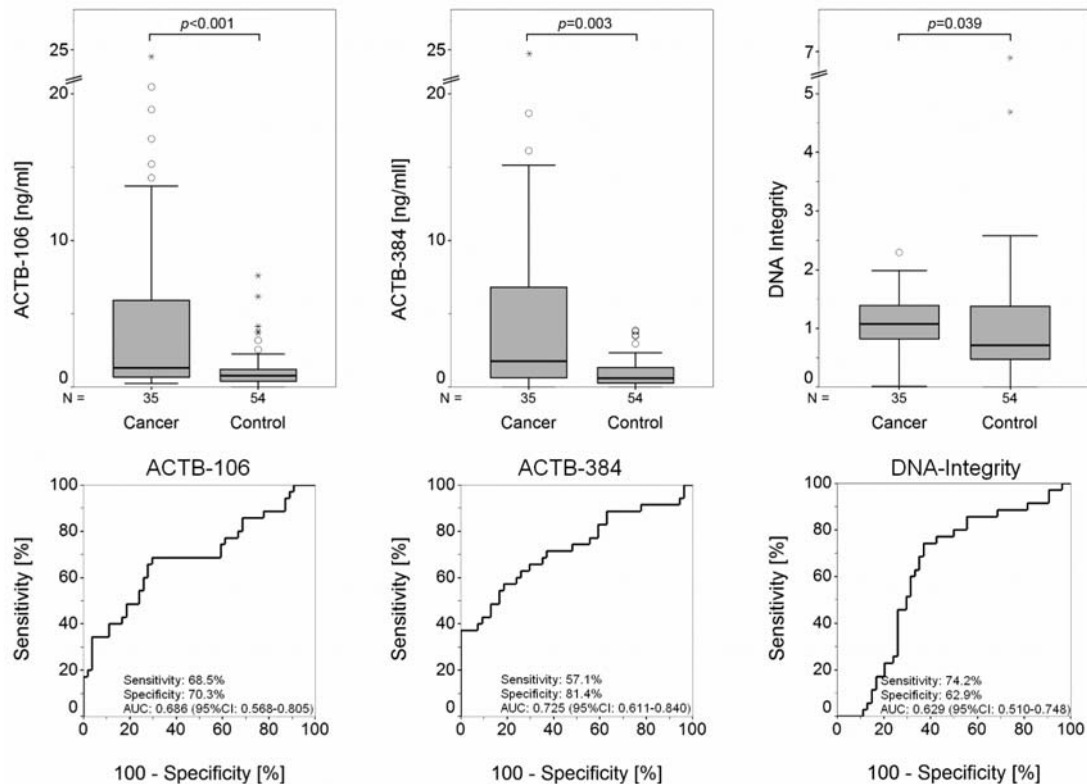 p<0.001
25
20
10
0
ACTB-106 [ng/ml]
N = 35 54
Cancer Control
p=0.003
25
20
10
0
ACTB-384 [ng/mll]
N = 35 54
Cancer Control
p=0.039
7
5
4
3
2
1
0
DNA Integrity
N = 35 54
Cancer Control
ACTB-106
100
80
60
40
20
0
Sensitivity [%]
Sensitivity: 68.5%
Specificity: 70.3%
AUC: 0.686 (95%CI: 0.568-0.805)
0 20 40 60 80 100
100 - Specificity [%]
ACTB-384
100
80
60
40
20
0
Sensitivity [%]
Sensitivity: 57.1%
Specificity: 81.4%
AUC: 0.725 (95%CI: 0.611-0.840)
0 20 40 60 80 100
100 - Specificity [%]
DNA-Integrity
100
80
60
40
20
0
Sensitivity [%]
Sensitivity: 74.2%
Specificity: 62.9%
AUC: 0.629 (95%CI: 0.510-0.748)
0 20 40 60 80 100
100 - Specificity [%]